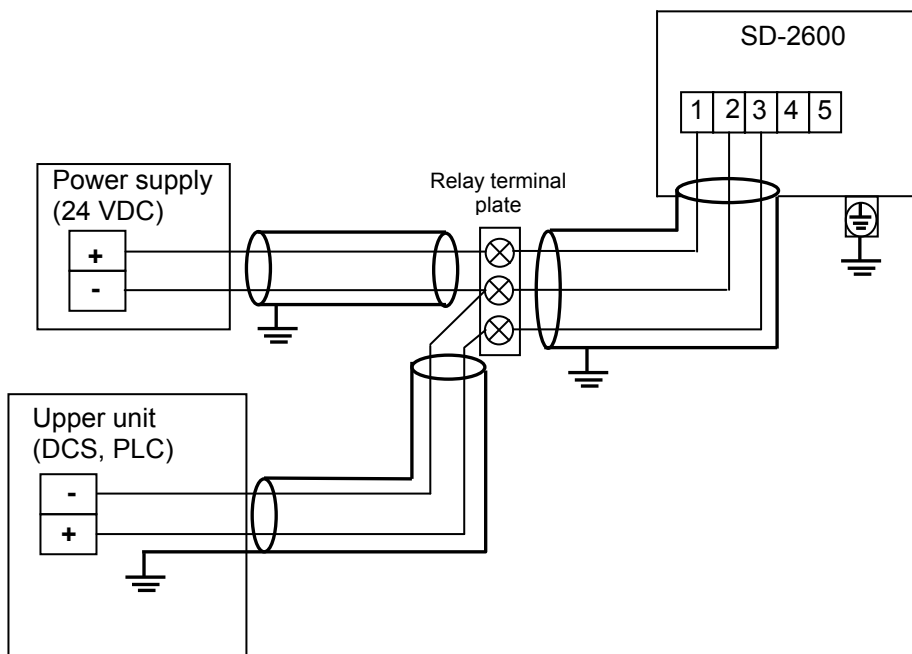 SD-2600
1 2 3 4 5
Power supply
(24 VDC)
+
-
Relay terminal
plate
Upper unit
(DCS, PLC)
-
+